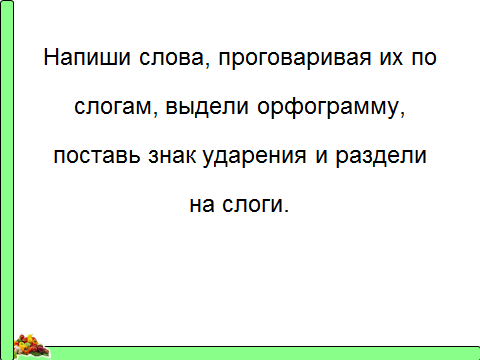 Напиши слова, проговаривая их по
слогам, выдели орфограмму,
поставь знак ударения и раздели
на слоги.